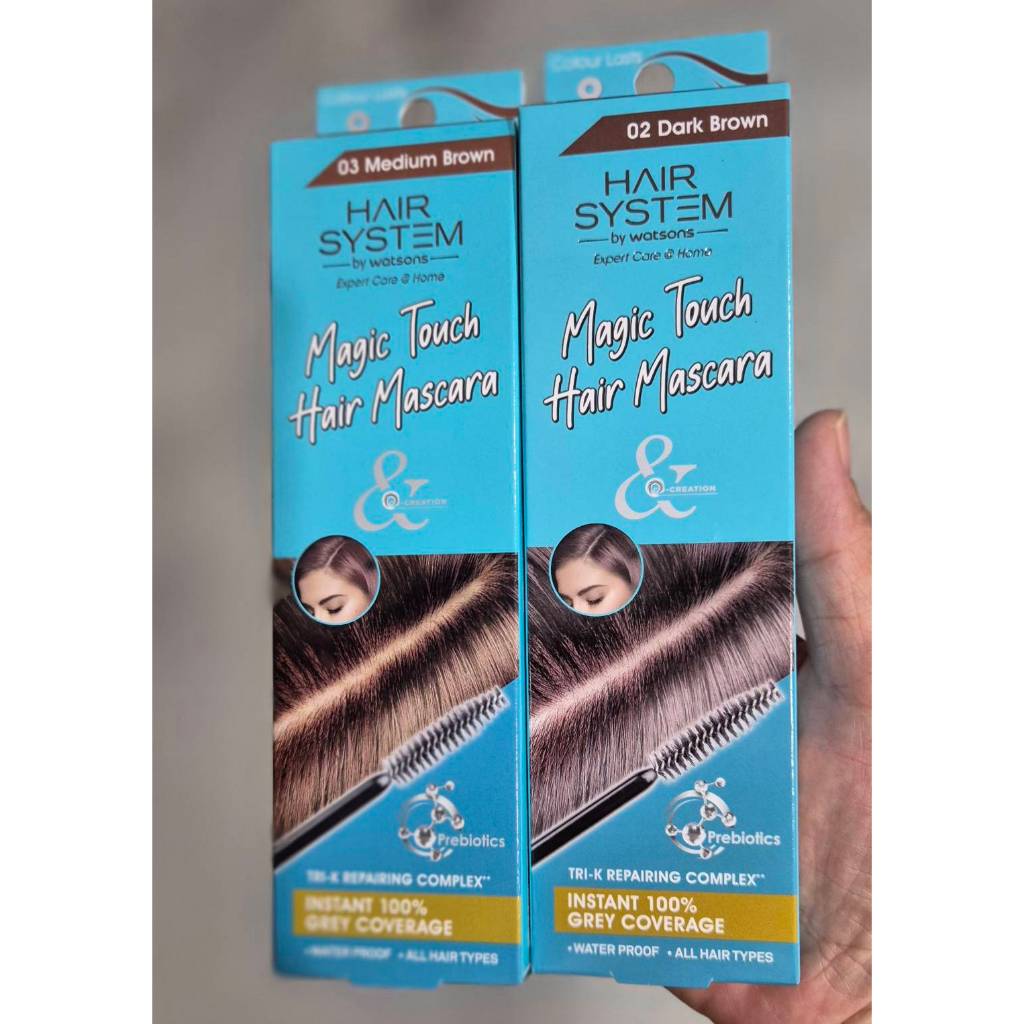 Colour Lasts
03 Medium Brown
HAIR
SYSTEM
by watsons
Expert Care @ Home
Magic Touch
Hair Mascara
&
-CREATION
Prebiotics
TRI-K REPAIRING COMPLEX**
INSTANT 100%
GREY COVERAGE
•WATER PROOF •ALL HAIR TYPES
Colour Lasts
02 Dark Brown
HAIR
SYSTEM
by watsons
Expert Care @ Home
Magic Touch
Hair Mascara
&
-CREATION
Prebiotics
TRI-K REPAIRING COMPLEX**
INSTANT 100%
GREY COVERAGE
•WATER PROOF •ALL HAIR TYPES